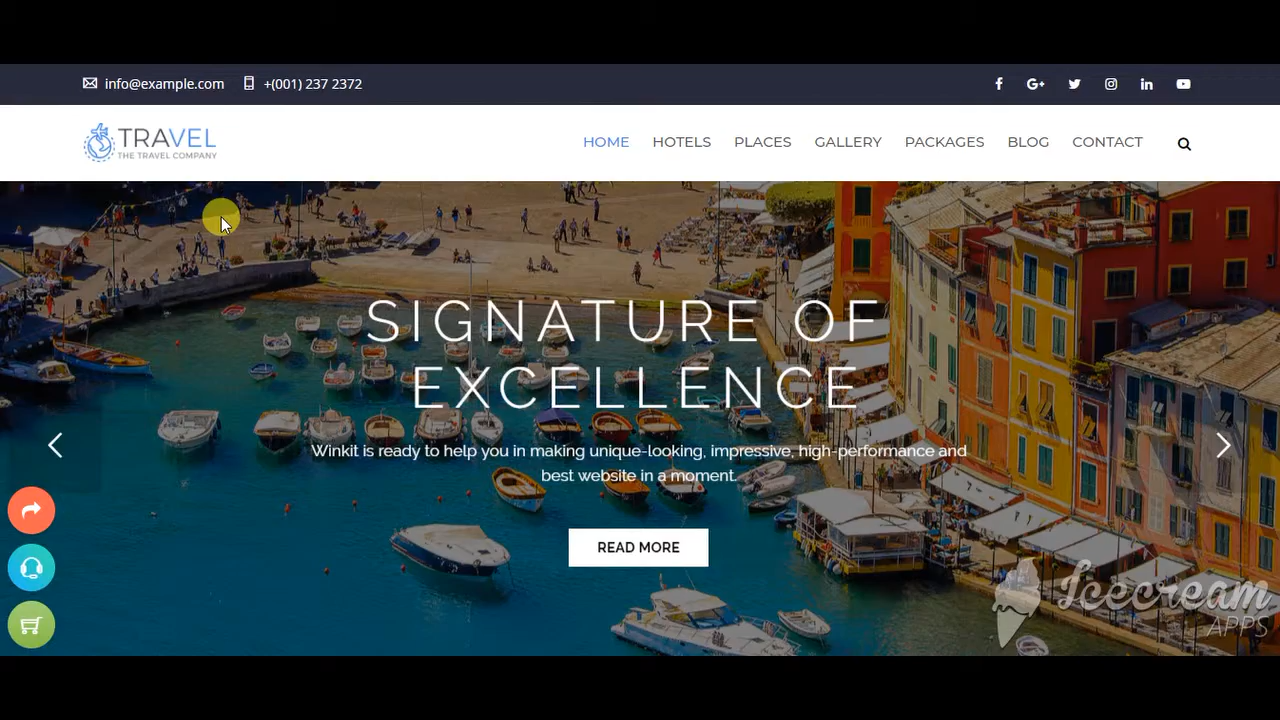 info@example.com +(001) 237 2372
TRAVEL
THE TRAVEL COMPANY
HOME HOTELS PLACES GALLERY PACKAGES BLOG CONTACT
SIGNATURE OF
EXCELLENCE
Winkit is ready to help you in making unique-looking, impressive, high-performance and
best website in a moment.
READ MORE
Icecream
APPS